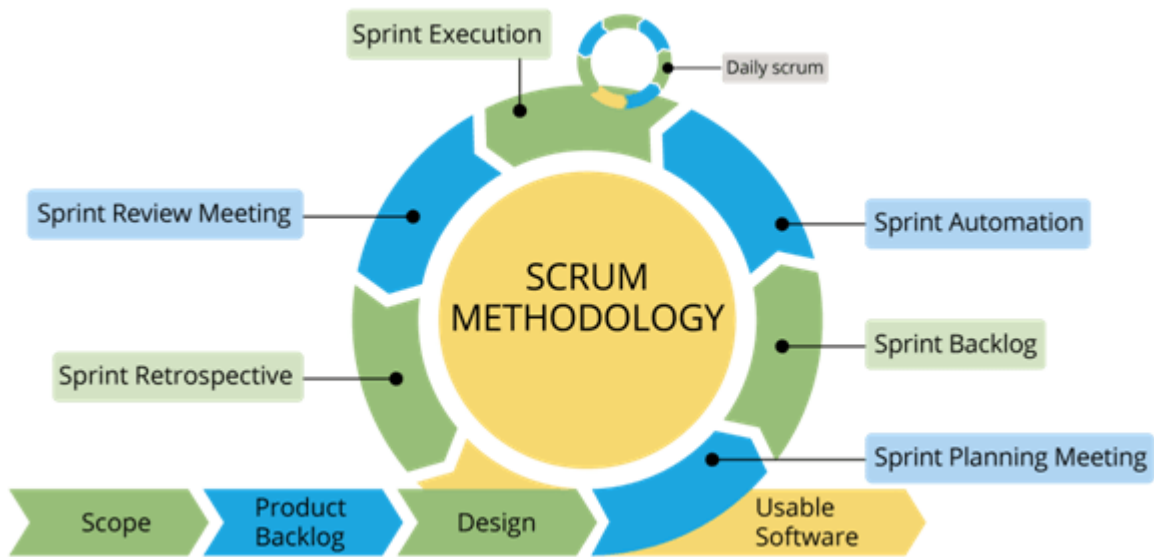 Sprint Execution
Daily scrum
Sprint Review Meeting
Sprint Automation
SCRUM
METHODOLOGY
Sprint Backlog
Sprint Retrospective
Sprint Planning Meeting
Scope
Product
Backlog
Design
Usable
Software